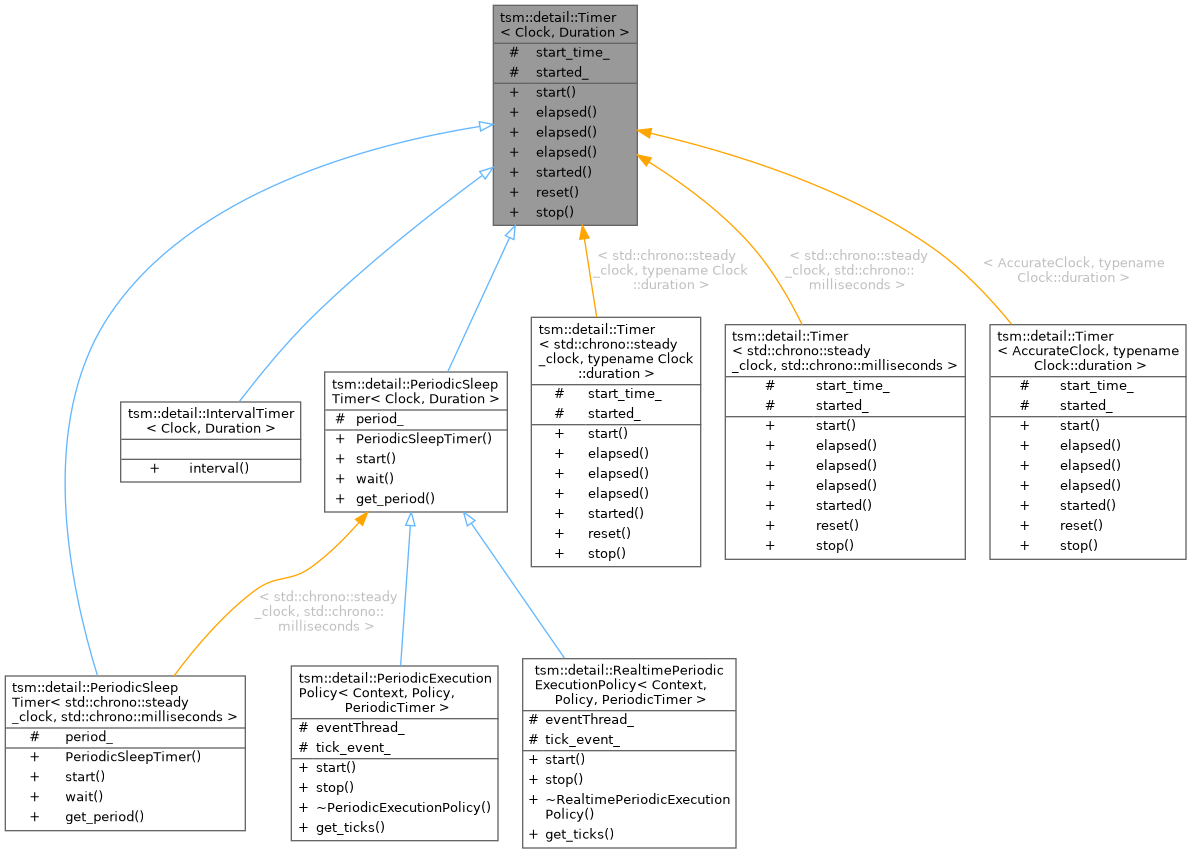 tsm::detail::Timer
< Clock, Duration >
# start_time_
# started_
+ start()
+ elapsed()
+ elapsed()
+ elapsed()
+ started()
+ reset()
+ stop()
< std::chrono::steady
_clock, typename Clock
::duration >
< std::chrono::steady
_clock, std::chrono::
milliseconds >
< AccurateClock, typename
Clock::duration >
tsm::detail::IntervalTimer
< Clock, Duration >
+ interval()
tsm::detail::PeriodicSleep
Timer< Clock, Duration >
# period_
+ PeriodicSleepTimer()
+ start()
+ wait()
+ get_period()
tsm::detail::Timer
< std::chrono::steady
_clock, typename Clock
::duration >
# start_time_
# started_
+ start()
+ elapsed()
+ elapsed()
+ elapsed()
+ started()
+ reset()
+ stop()
tsm::detail::Timer
< std::chrono::steady
_clock, std::chrono::milliseconds >
# start_time_
# started_
+ start()
+ elapsed()
+ elapsed()
+ elapsed()
+ started()
+ reset()
+ stop()
tsm::detail::Timer
< AccurateClock, typename
Clock::duration >
# start_time_
# started_
+ start()
+ elapsed()
+ elapsed()
+ elapsed()
+ started()
+ reset()
+ stop()
< std::chrono::steady
_clock, std::chrono::
milliseconds >
tsm::detail::PeriodicSleep
Timer< std::chrono::steady
_clock, std::chrono::milliseconds >
# period_
+ PeriodicSleepTimer()
+ start()
+ wait()
+ get_period()
tsm::detail::PeriodicExecution
Policy< Context, Policy,
PeriodicTimer >
# eventThread_
# tick_event_
+ start()
+ stop()
+ ~PeriodicExecutionPolicy()
+ get_ticks()
tsm::detail::RealtimePeriodic
ExecutionPolicy< Context,
Policy, PeriodicTimer >
# eventThread_
# tick_event_
+ start()
+ stop()
+ ~RealtimePeriodicExecution
Policy()
+ get_ticks()